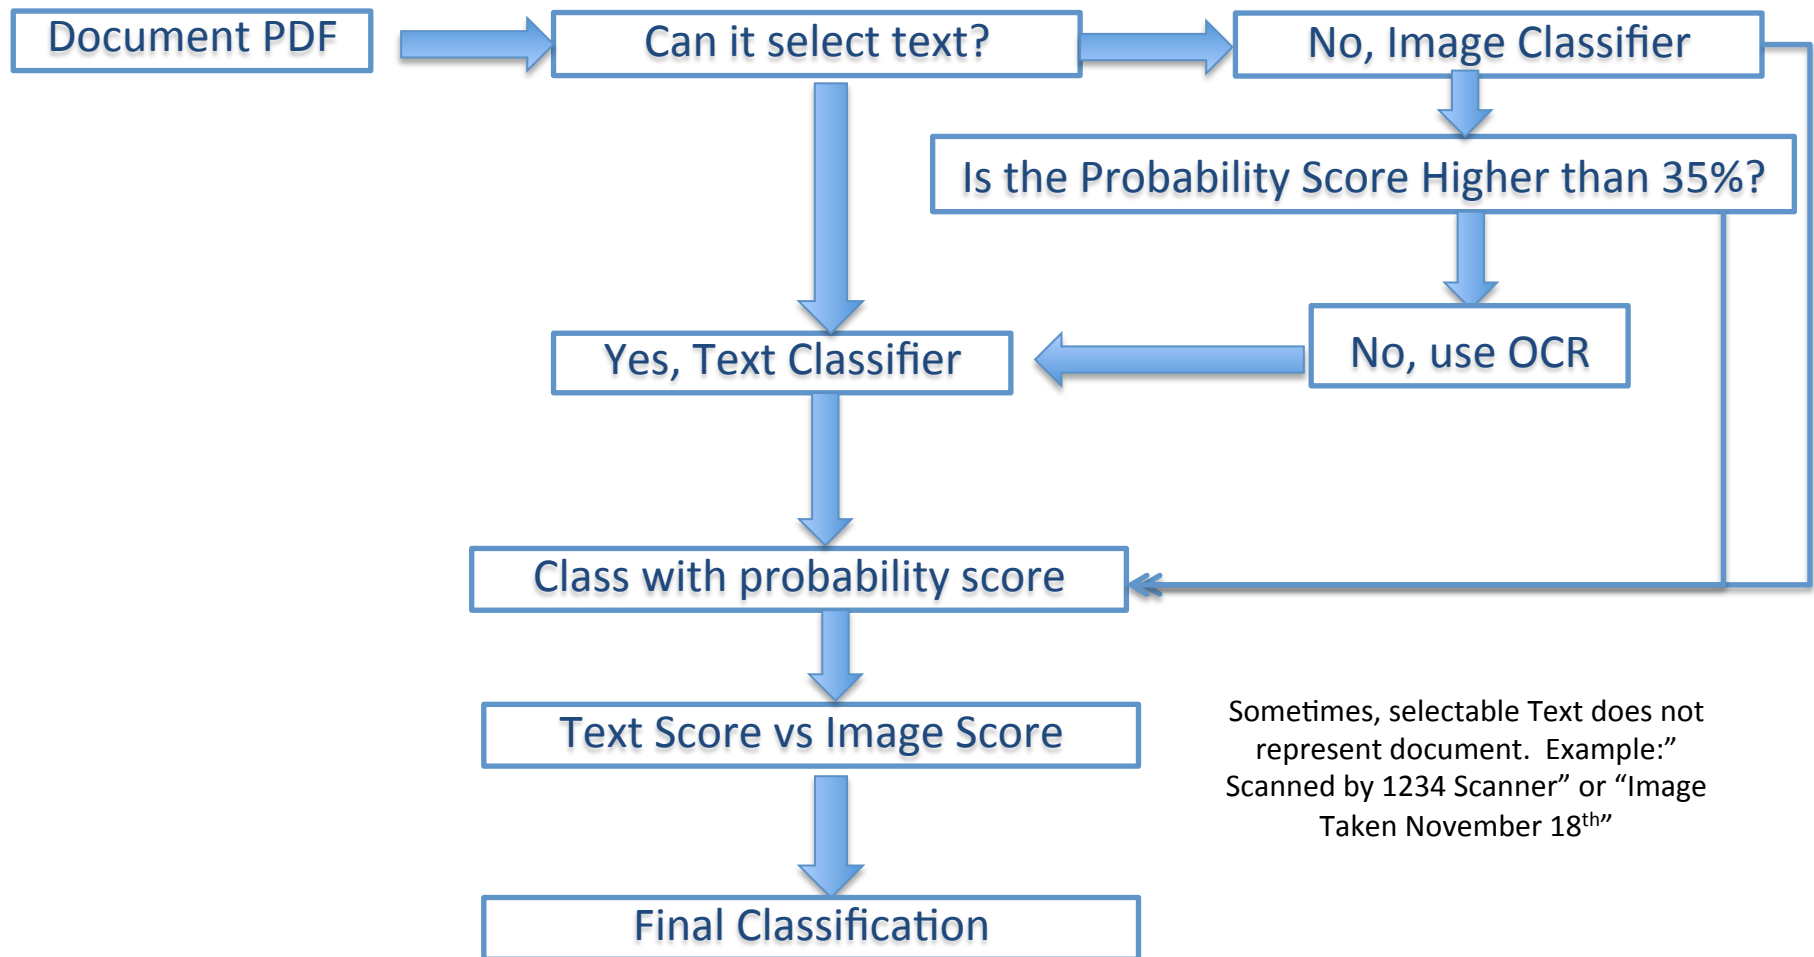 Document PDF
Can it select text?
No, Image Classifier
Is the Probability Score Higher than 35%?
Yes, Text Classifier
No, use OCR
Class with probability score
Text Score vs Image Score
Sometimes, selectable Text does not
represent document. Example:”
Scanned by 1234 Scanner” or “Image
Taken November 18th”
Final Classification